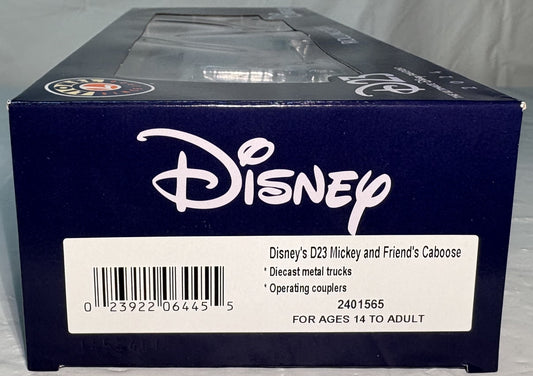 DISNEY
Disney's D23 Mickey and Friend's Caboose
* Diecast metal trucks
* Operating couplers
2401565
FOR AGES 14 TO ADULT
0 23922 06445 5